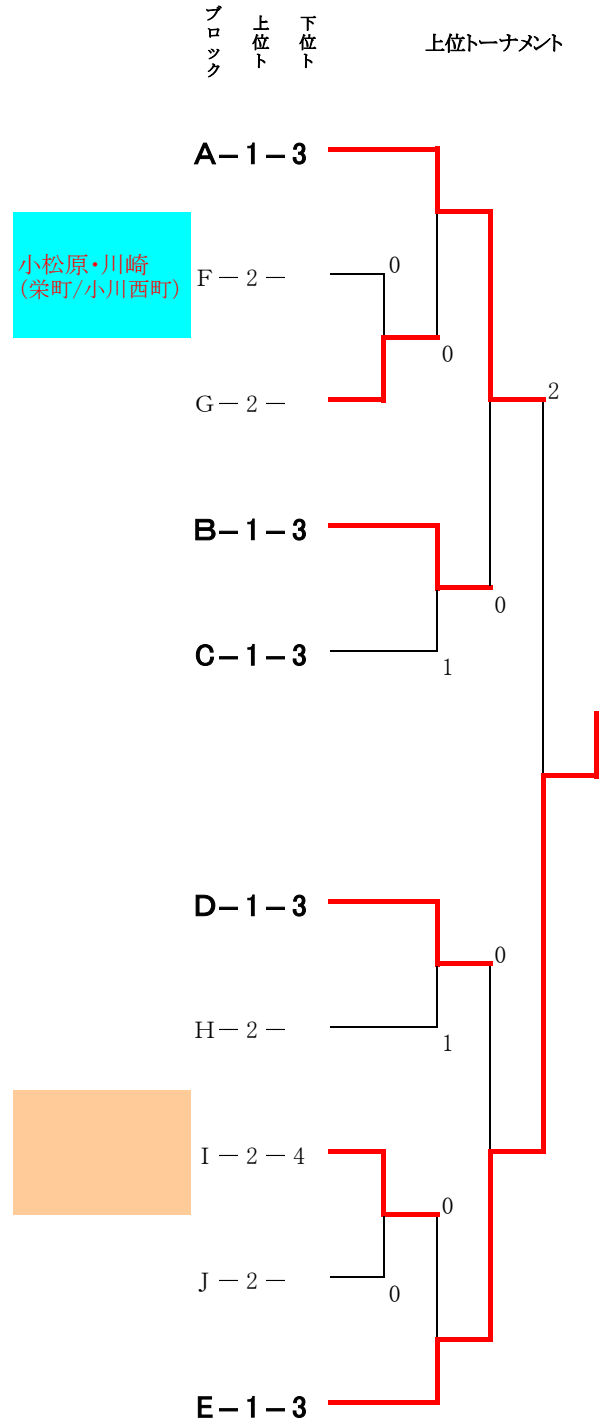 ブロック
上位ト
下位ト
上位トーナメント
A－1－3
小松原・川崎
(栄町/小川西町)
F－2－
0
0
G－2－
2
B－1－3
0
C－1－3
1
D－1－3
0
H－2－
1
I－2－4
0
J－2－
0
E－1－3